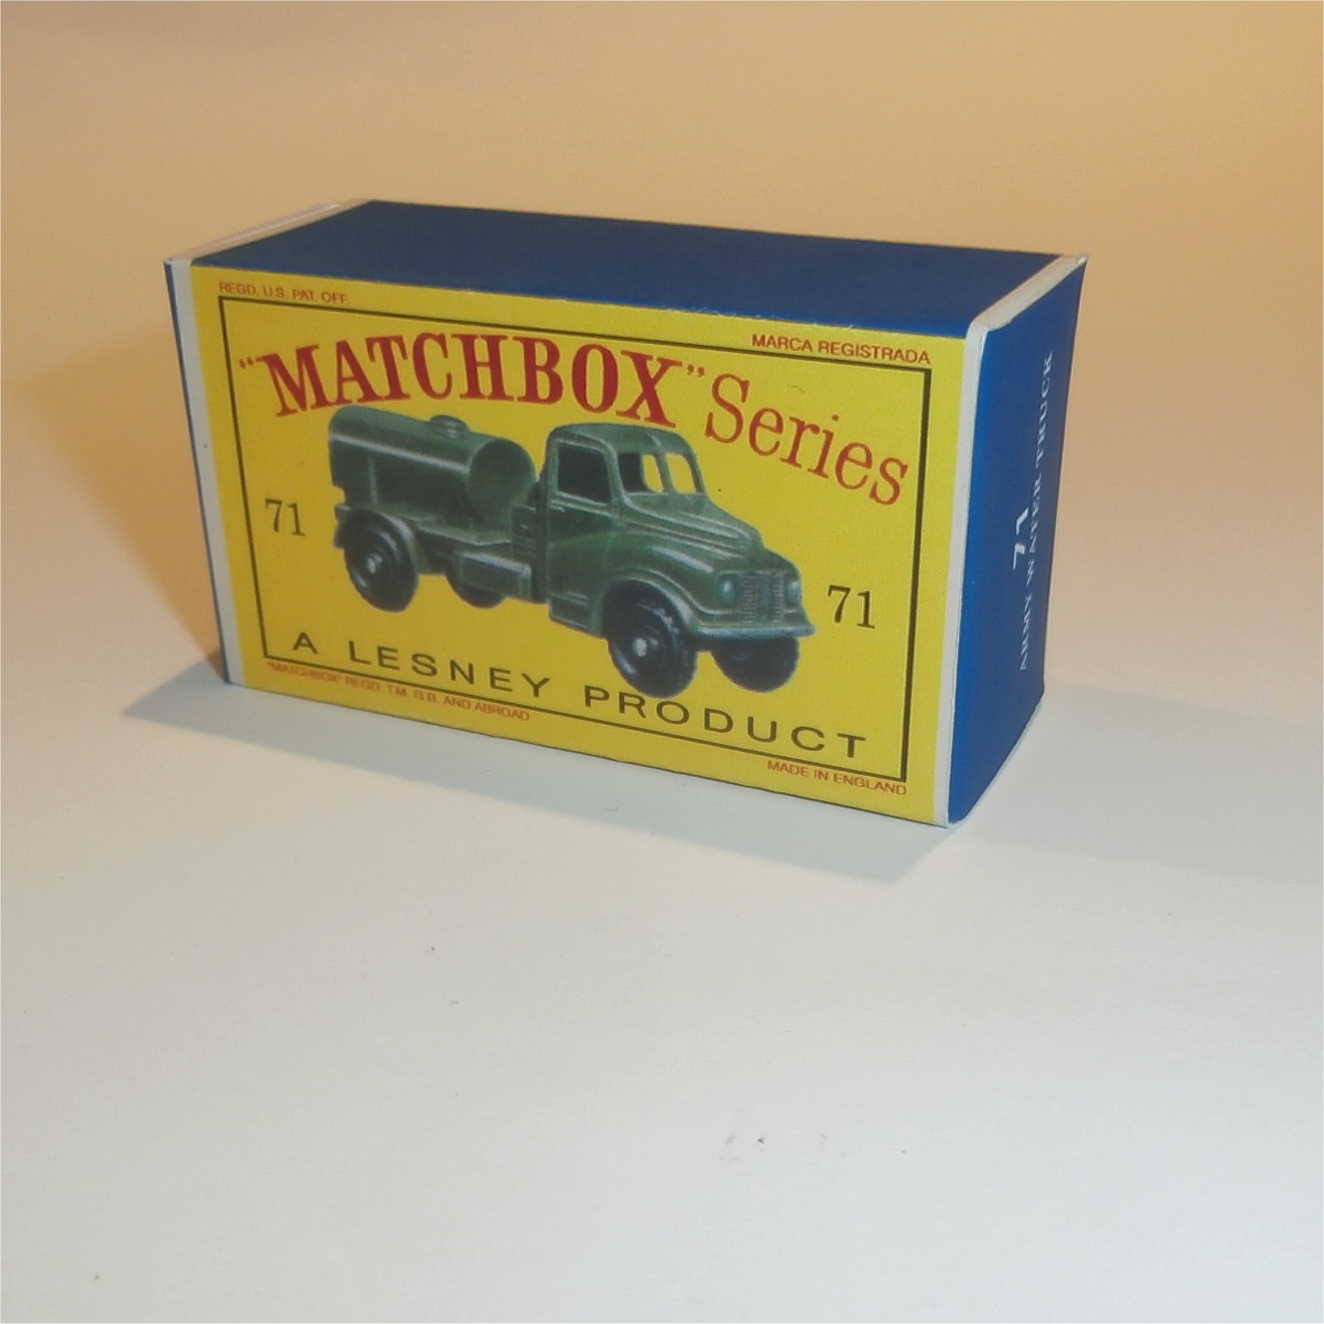 REGD. U.S. PAT. OFF.
MARCA REGISTRADA
"MATCHBOX" Series
71
71
A LESNEY PRODUCT
"MATCHBOX" REGD. T.M. G.B. AND ABROAD
MADE IN ENGLAND
71
ARMY WATER TRUCK